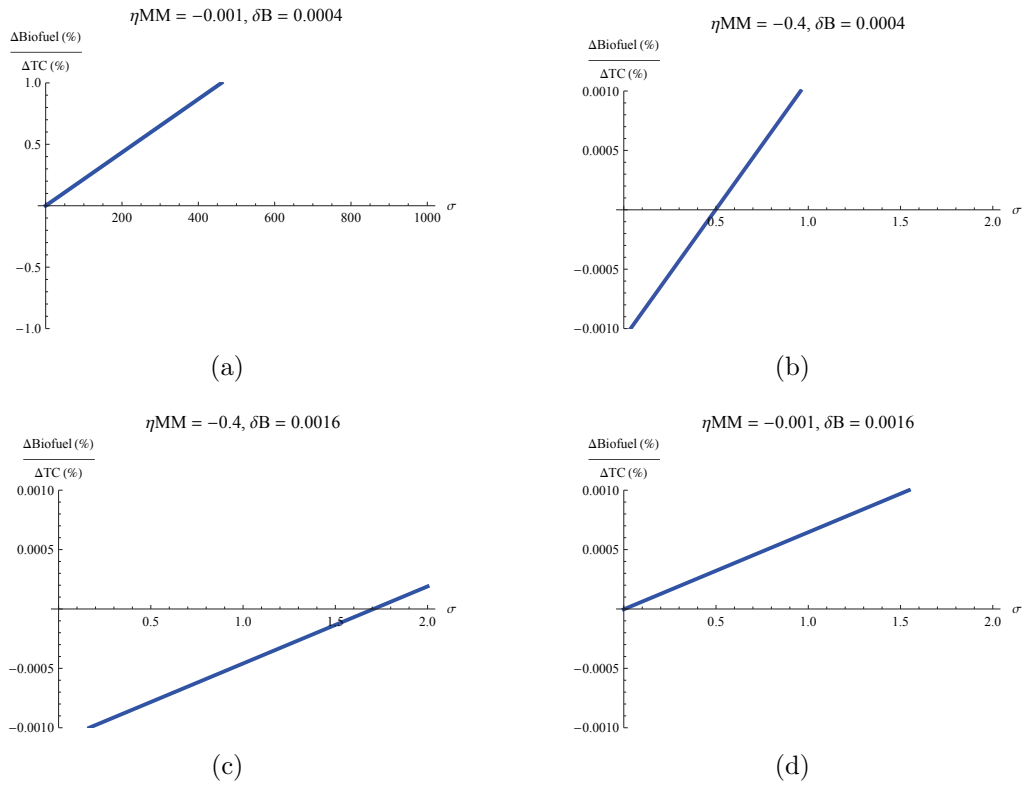 ηMM = −0.001, δB = 0.0004
ΔBiofuel (%)
ΔTC (%)
1.0
0.5
200 400 600 800 1000 σ
−0.5
−1.0
(a)
ηMM = −0.4, δB = 0.0004
ΔBiofuel (%)
ΔTC (%)
0.0010
0.0005
0.5 1.0 1.5 2.0 σ
−0.0005
−0.0010
(b)
ηMM = −0.4, δB = 0.0016
ΔBiofuel (%)
ΔTC (%)
0.0010
0.0005
0.5 1.0 1.5 2.0 σ
−0.0005
−0.0010
(c)
ηMM = −0.001, δB = 0.0016
ΔBiofuel (%)
ΔTC (%)
0.0010
0.0005
0.5 1.0 1.5 2.0 σ
−0.0005
−0.0010
(d)